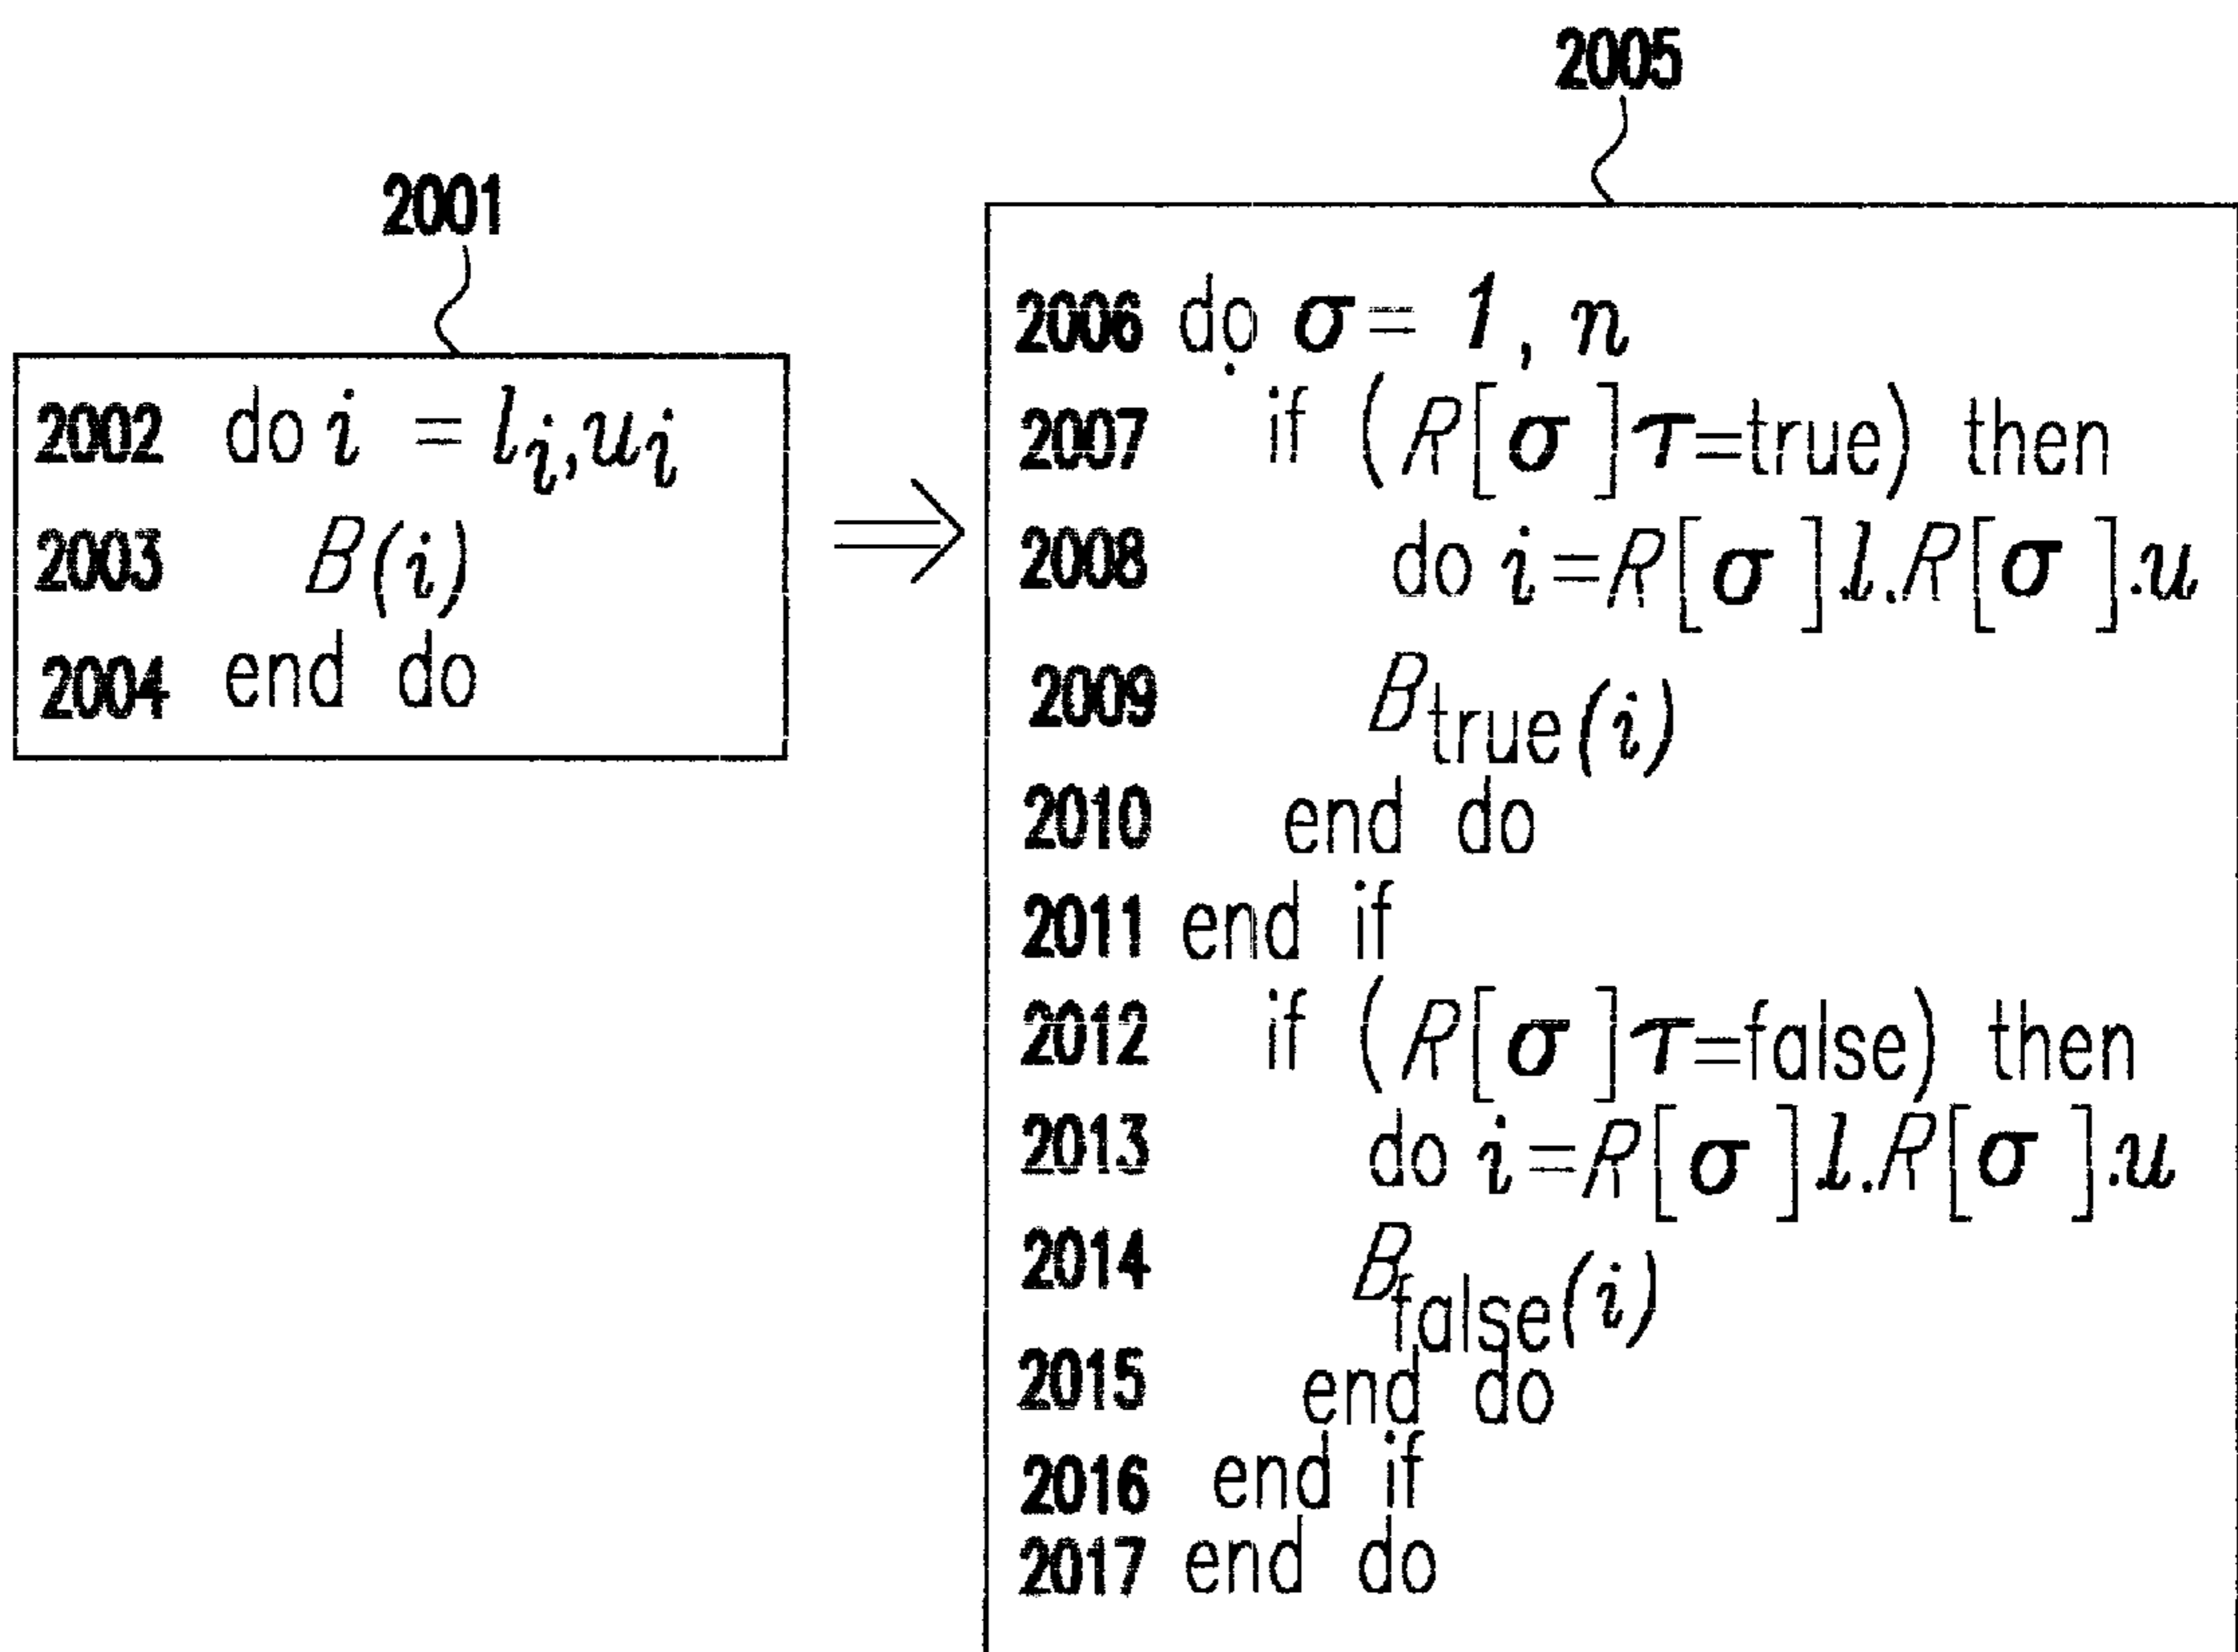 2001
2002 do i = l_i, u_i
2003 B(i)
2004 end do
⇒
2005
2006 do σ = 1, n
2007 if (R[σ]τ=true) then
2008 do i=R[σ].l.R[σ].u
2009 B_true(i)
2010 end do
2011 end if
2012 if (R[σ]τ=false) then
2013 do i=R[σ].l.R[σ].u
2014 B_false(i)
2015 end do
2016 end if
2017 end do